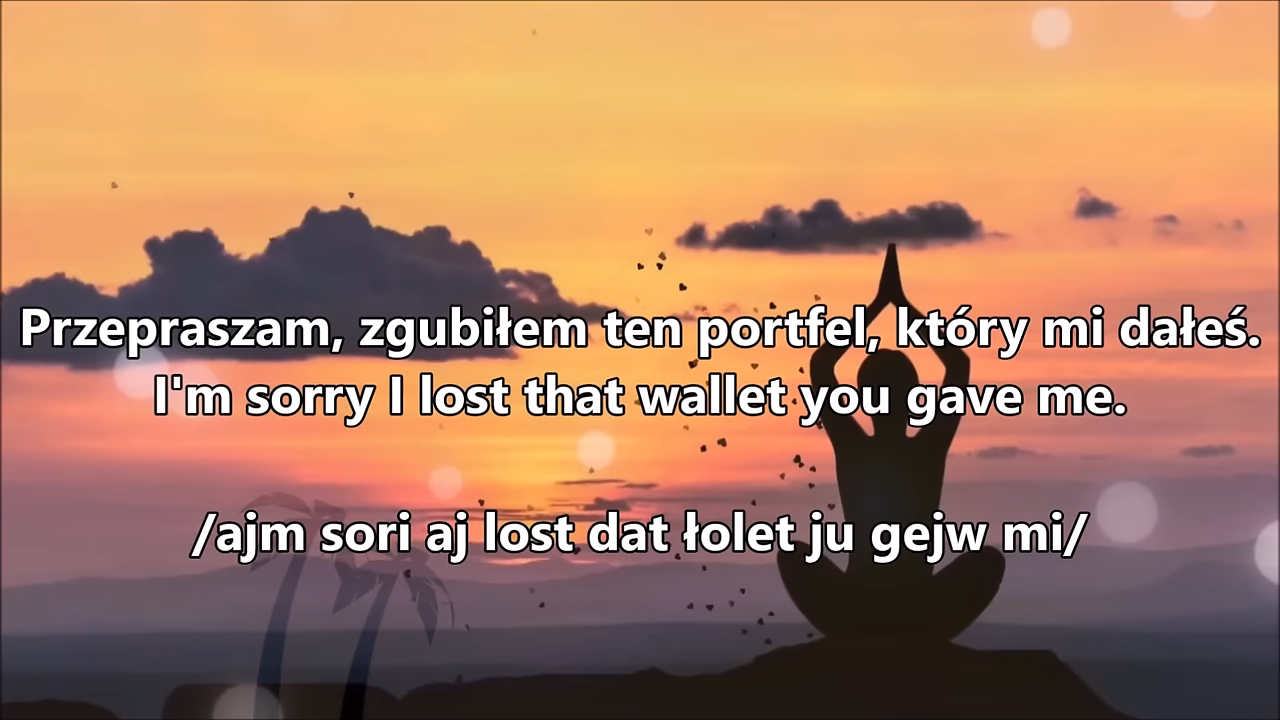 Przepraszam, zgubiłem ten portfel, który mi dałeś.
I'm sorry I lost that wallet you gave me.
/ajm sori aj lost dat łolet ju gejw mi/